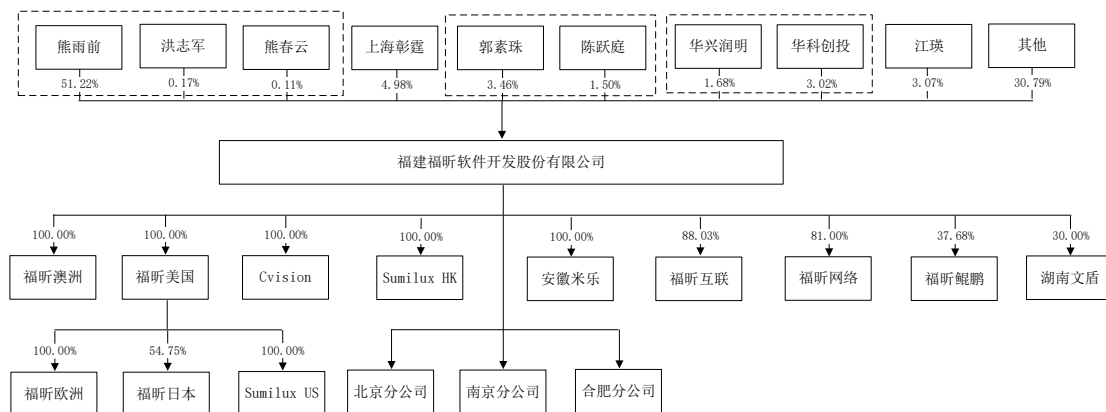 熊雨前 洪志军 熊春云 上海彰霆 郭素珠 陈跃庭 华兴润明 华科创投 江瑛 其他
51.22% 0.17% 0.11% 4.98% 3.46% 1.50% 1.68% 3.02% 3.07% 30.79%
福建福昕软件开发股份有限公司
100.00% 100.00% 100.00% 100.00% 100.00% 88.03% 81.00% 37.68% 30.00%
福昕澳洲 福昕美国 Cvision Sumilux HK 安徽米乐 福昕互联 福昕网络 福昕鲲鹏 湖南文盾
100.00% 54.75% 100.00%
福昕欧洲 福昕日本 Sumilux US 北京分公司 南京分公司 合肥分公司